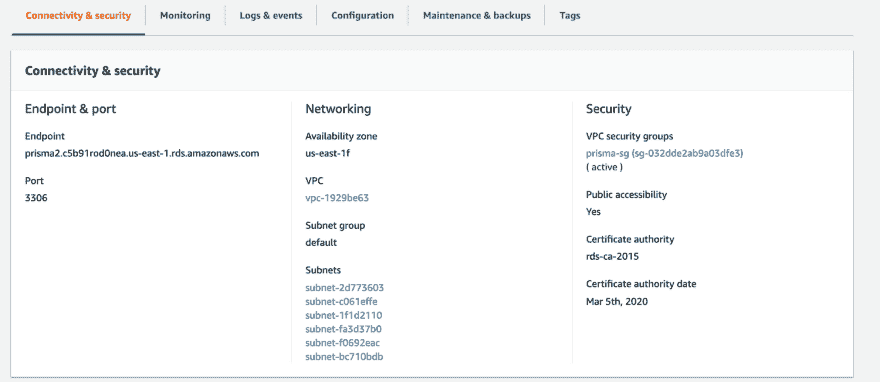 Connectivity & security
Monitoring
Logs & events
Configuration
Maintenance & backups
Tags
Connectivity & security
Endpoint & port
Endpoint
prisma2.c5b91rod0nea.us-east-1.rds.amazonaws.com
Port
3306
Networking
Availability zone
us-east-1f
VPC
vpc-1929be63
Subnet group
default
Subnets
subnet-2d773603
subnet-c061effe
subnet-1f1d2110
subnet-fa3d37b0
subnet-f0692eac
subnet-bc710bdb
Security
VPC security groups
prisma-sg (sg-032dde2ab9a03dfe3)
( active )
Public accessibility
Yes
Certificate authority
rds-ca-2015
Certificate authority date
Mar 5th, 2020